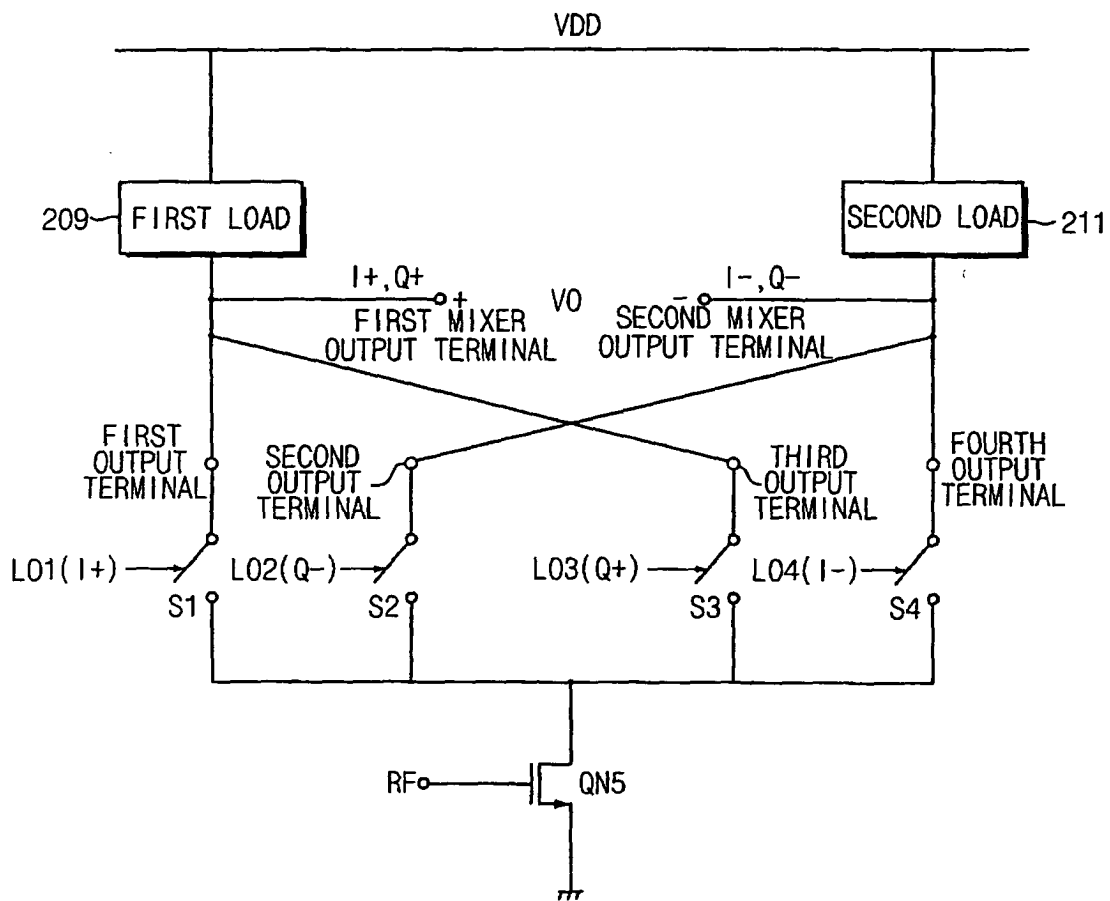 VDD
209
FIRST LOAD
SECOND LOAD
211
I+,Q+
+
VO
-
I-,Q-
FIRST MIXER
OUTPUT TERMINAL
SECOND MIXER
OUTPUT TERMINAL
FIRST
OUTPUT
TERMINAL
SECOND
OUTPUT
TERMINAL
THIRD
OUTPUT
TERMINAL
FOURTH
OUTPUT
TERMINAL
LO1(I+)
LO2(Q-)
LO3(Q+)
LO4(I-)
S1
S2
S3
S4
RF
QN5